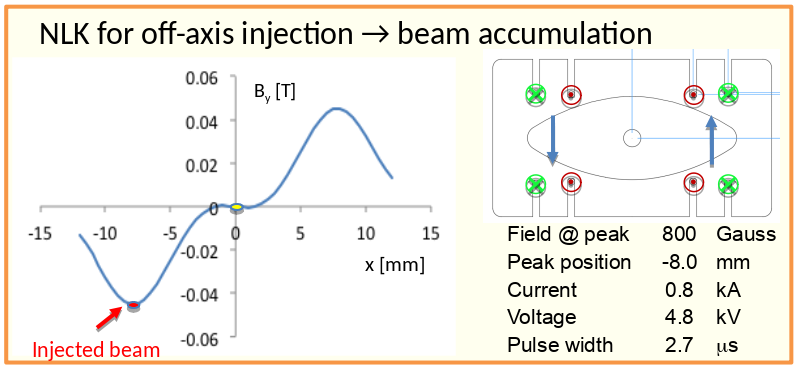 NLK for off-axis injection → beam accumulation
0.06
By [T]
0.04
0.02
0
-15 -10 -5 0 5 10 15
-0.02
x [mm]
-0.04
-0.06
Injected beam
Field @ peak 800 Gauss
Peak position -8.0 mm
Current 0.8 kA
Voltage 4.8 kV
Pulse width 2.7 μs